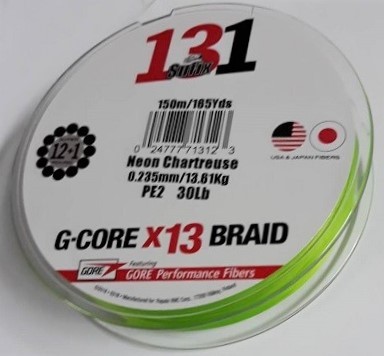 131
Sufix
150m/165Yds
0 24777 71312 3
Neon Chartreuse
0.235mm/13.61Kg
PE2 30Lb
12+1
USA & JAPAN FIBERS
G-CORE X13 BRAID
GORE
Featuring
GORE Performance Fibers